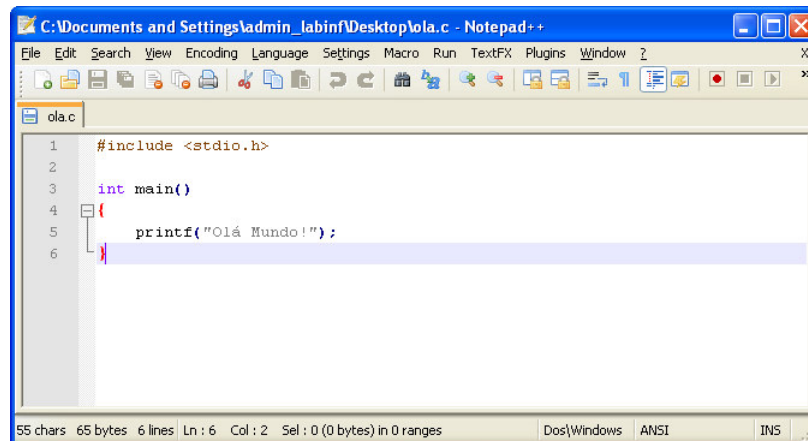 C:\Documents and Settings\admin_labinf\Desktop\ola.c - Notepad++
File Edit Search View Encoding Language Settings Macro Run TextFX Plugins Window ? X
ola.c
1 #include <stdio.h>
2
3 int main()
4 {
5 printf("Olá Mundo!");
6 }
55 chars 65 bytes 6 lines Ln : 6 Col : 2 Sel : 0 (0 bytes) in 0 ranges Dos\Windows ANSI INS